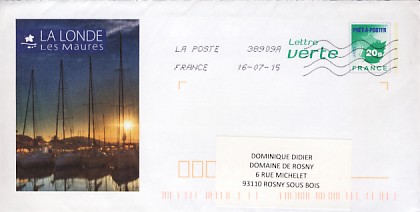 LA LONDE
Les Maures
LA POSTE 38909A
FRANCE 16-07-15
Lettre
verte
PRÊT-À-POSTER
20g
FRANCE
DOMINIQUE DIDIER
DOMAINE DE ROSNY
6 RUE MICHELET
93110 ROSNY SOUS BOIS